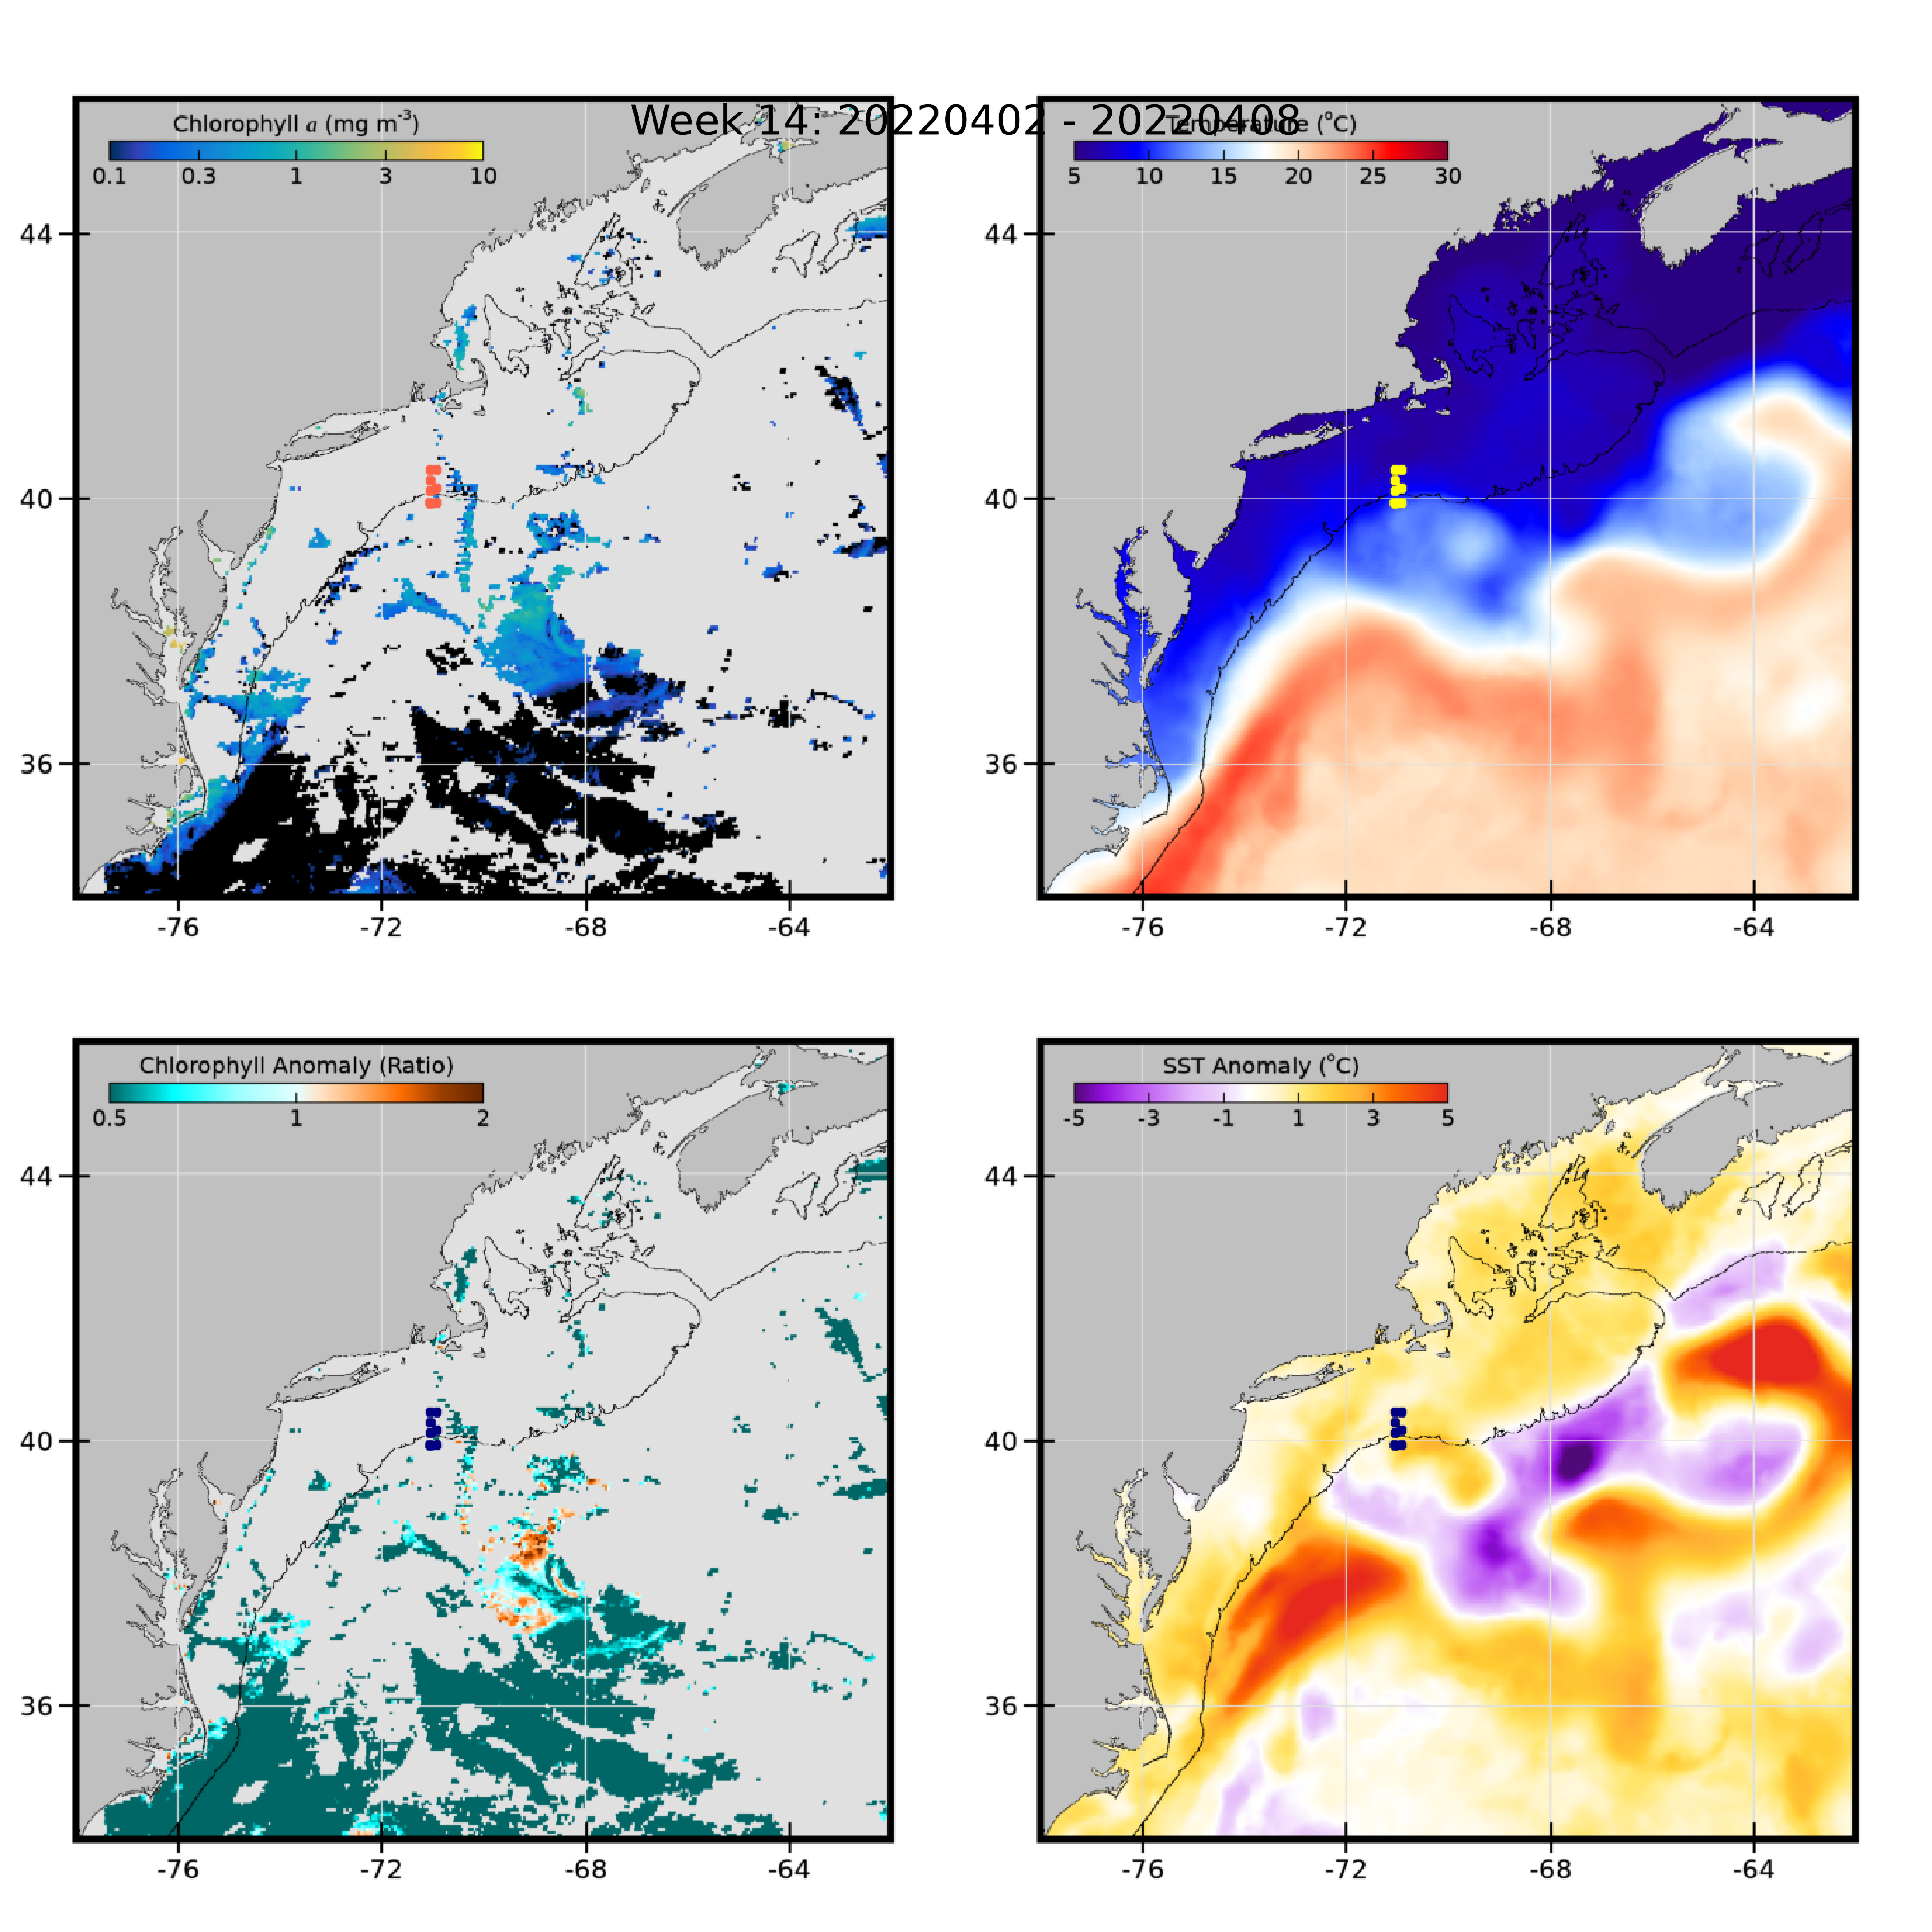 Week 14: 20220402 - 20220408
Chlorophyll a (mg m-3)
0.1 0.3 1 3 10
44
40
36
-76 -72 -68 -64
Temperature (oC)
5 10 15 20 25 30
44
40
36
-76 -72 -68 -64
Chlorophyll Anomaly (Ratio)
0.5 1 2
44
40
36
-76 -72 -68 -64
SST Anomaly (oC)
-5 -3 -1 1 3 5
44
40
36
-76 -72 -68 -64